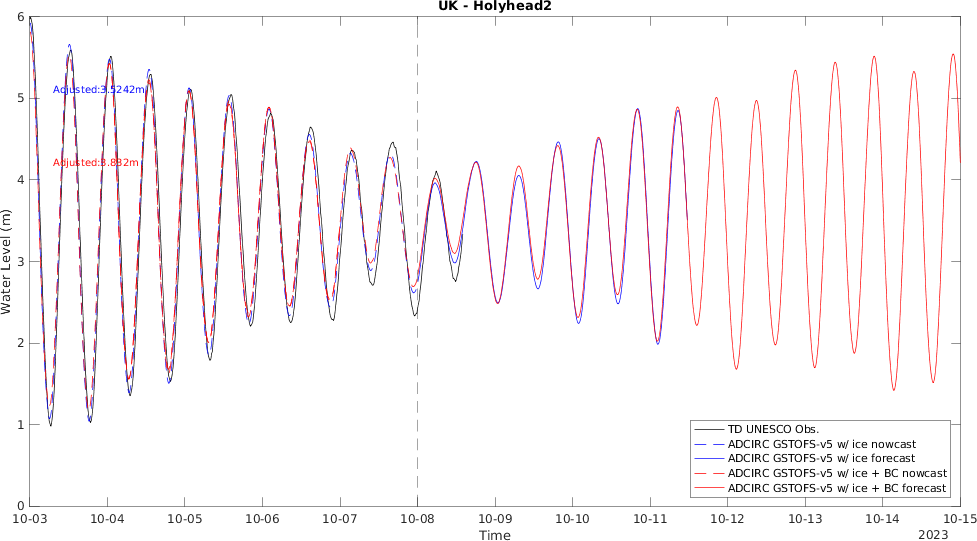 UK - Holyhead2
6
5
4
3
2
1
0
Water Level (m)
Adjusted:3.5242m
Adjusted:3.832m
TD UNESCO Obs.
ADCIRC GSTOFS-v5 w/ ice nowcast
ADCIRC GSTOFS-v5 w/ ice forecast
ADCIRC GSTOFS-v5 w/ ice + BC nowcast
ADCIRC GSTOFS-v5 w/ ice + BC forecast
10-03 10-04 10-05 10-06 10-07 10-08 10-09 10-10 10-11 10-12 10-13 10-14 10-15
Time
2023